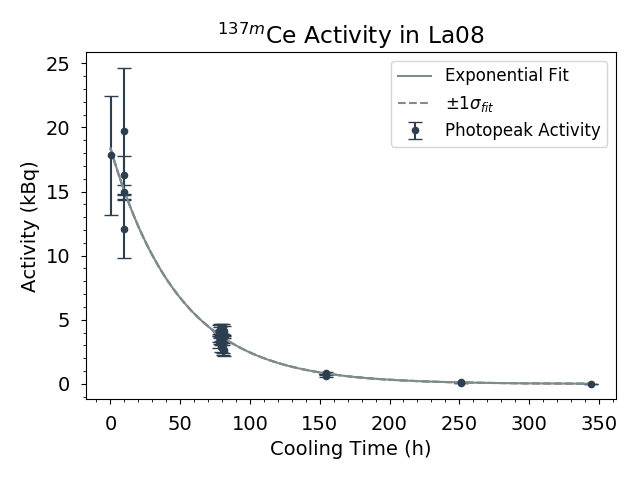 ¹³⁷ᵐCe Activity in La08
Exponential Fit
±1σ_fit
Photopeak Activity
Activity (kBq)
25
20
15
10
5
0
0 50 100 150 200 250 300 350
Cooling Time (h)